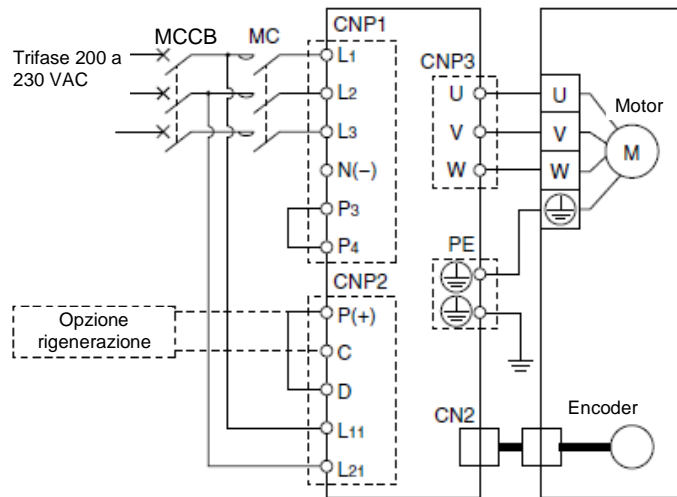 Trifase 200 a
230 VAC
MCCB
MC
CNP1
L1
L2
L3
N(−)
P3
P4
CNP2
P(+)
C
D
L11
L21
Opzione
rigenerazione
CNP3
U
V
W
PE
CN2
U
V
W
Motor
M
Encoder